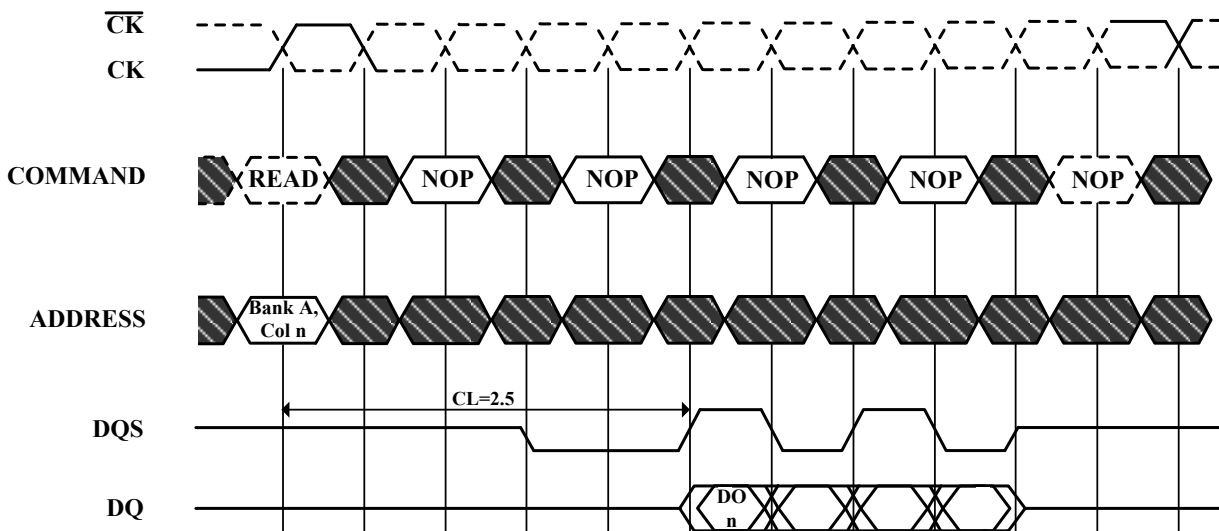 CK
CK
COMMAND
READ
NOP
NOP
NOP
NOP
NOP
ADDRESS
Bank A,
Col n
CL=2.5
DQS
DQ
DO
n